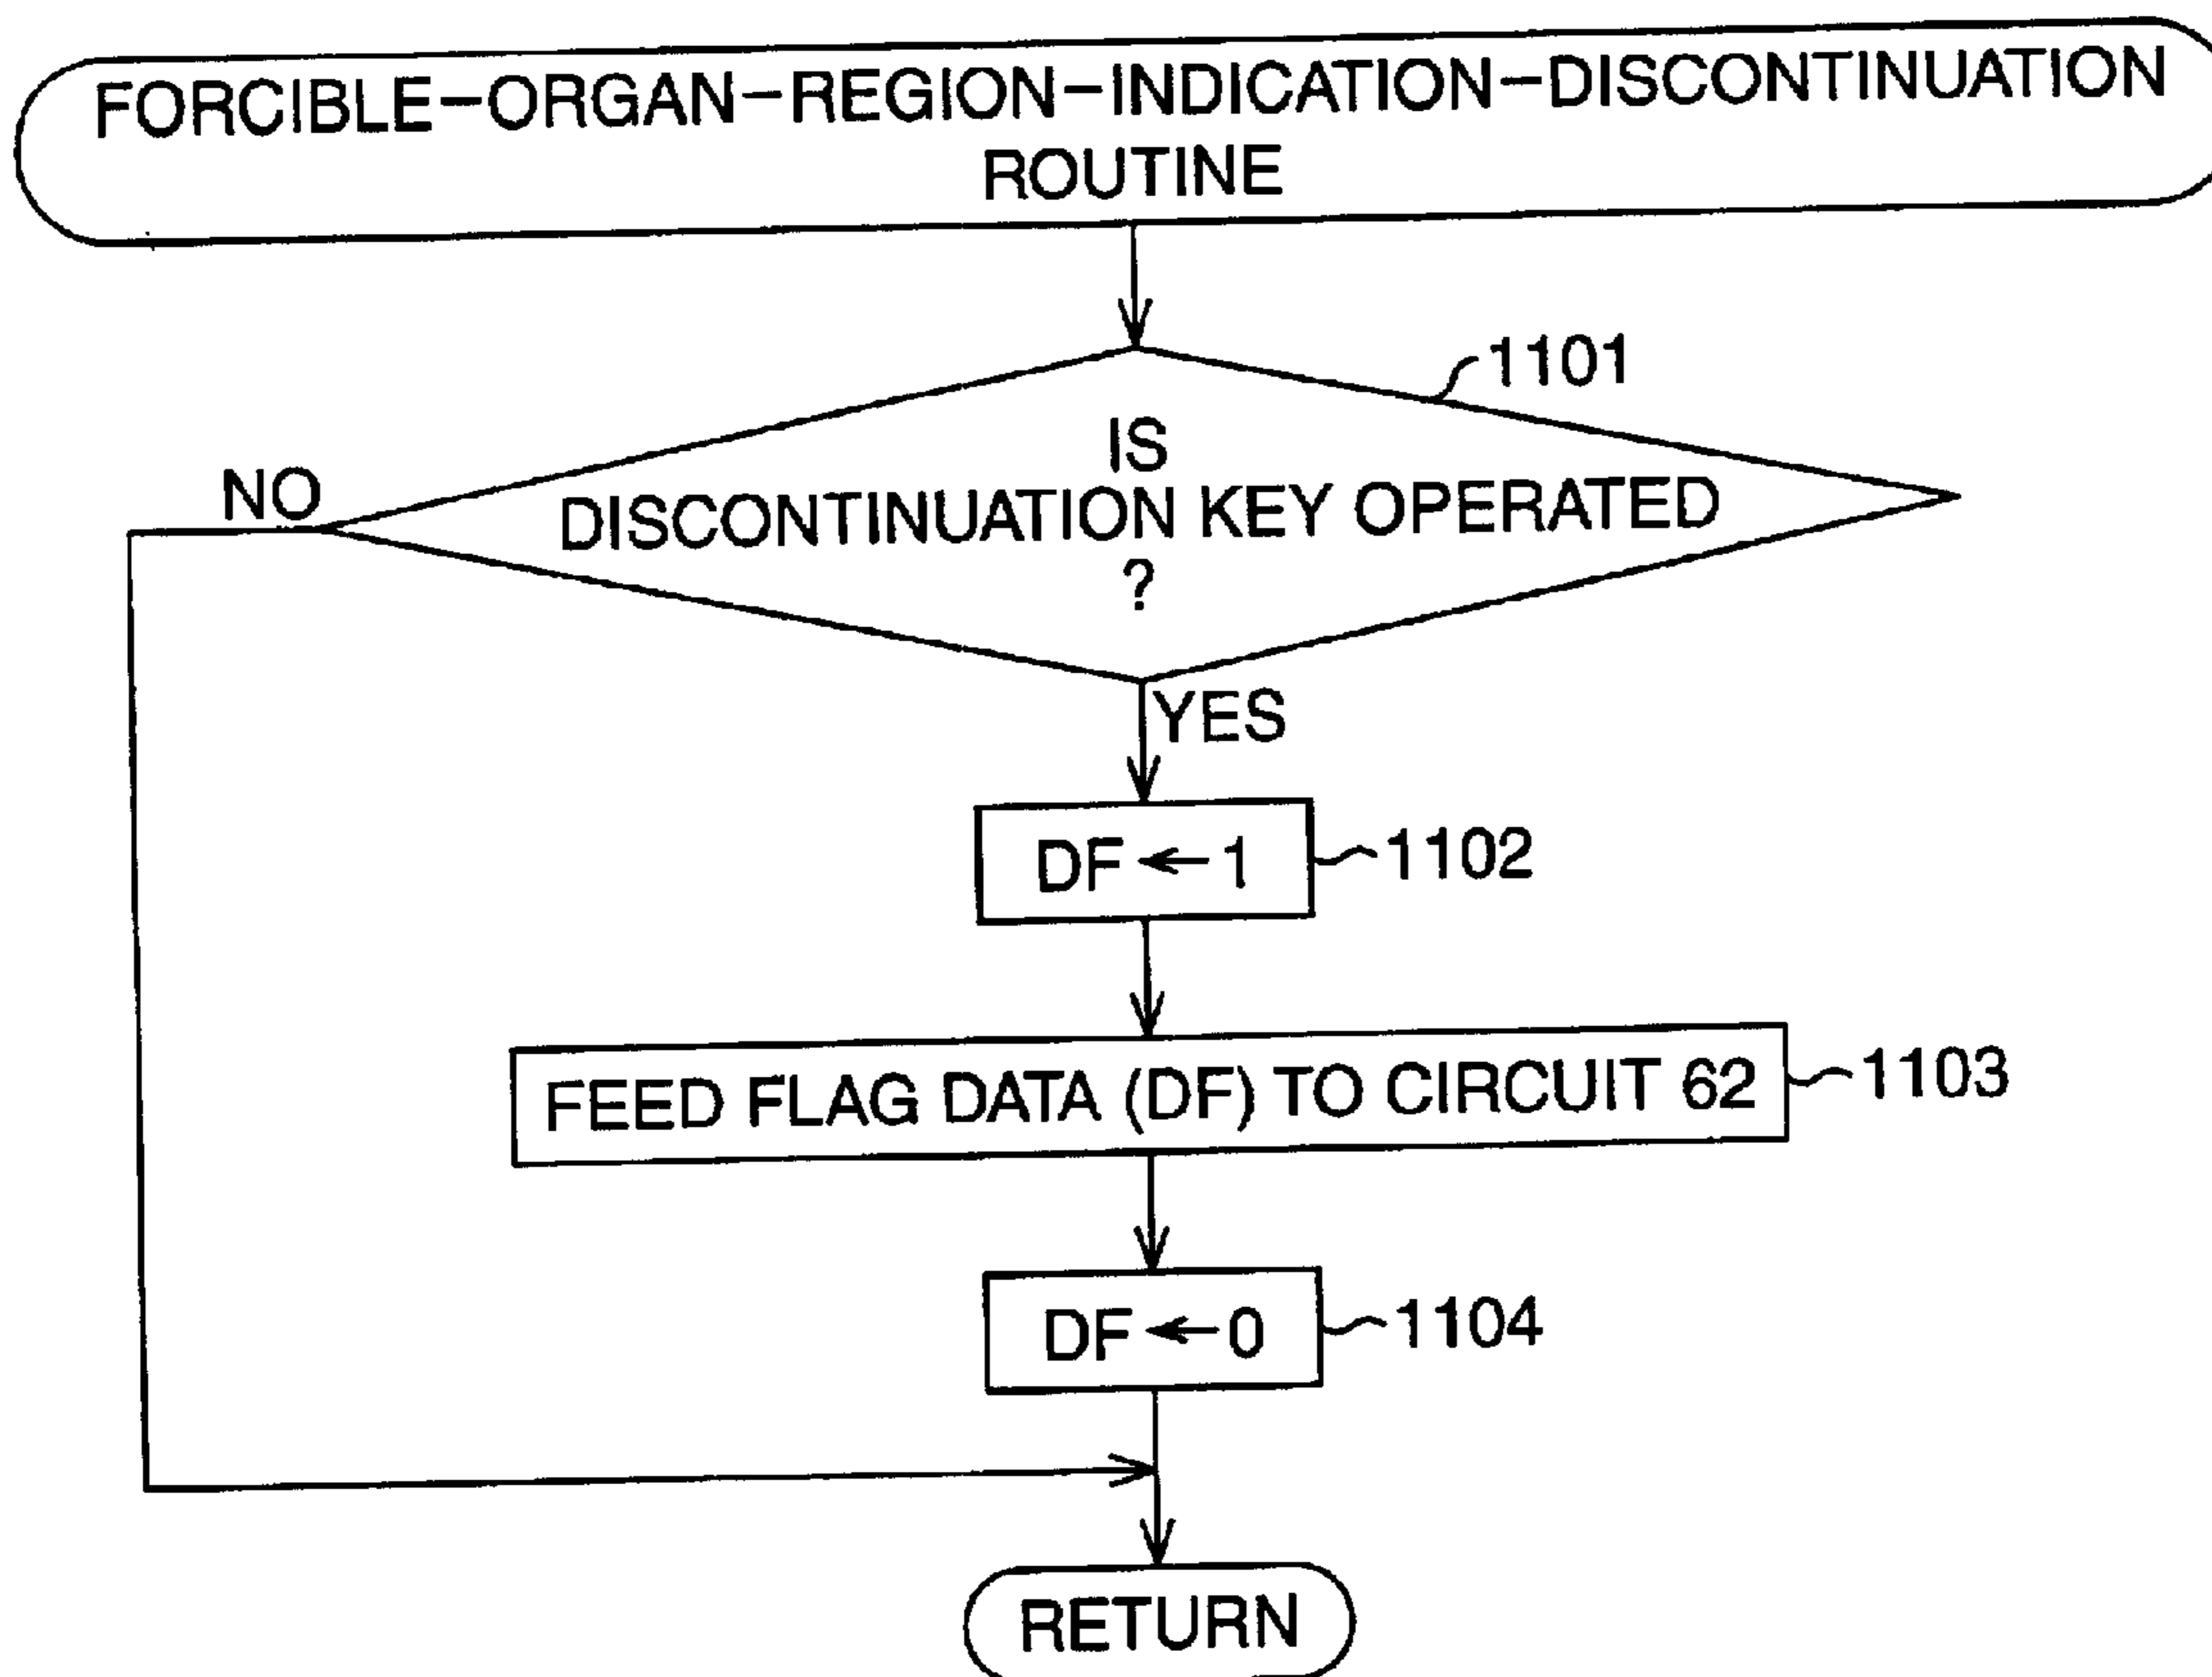 FORCIBLE-ORGAN-REGION-INDICATION-DISCONTINUATION
ROUTINE
1101
IS
NO
DISCONTINUATION KEY OPERATED
?
YES
DF ← 1
1102
FEED FLAG DATA (DF) TO CIRCUIT 62
1103
DF ← 0
1104
RETURN